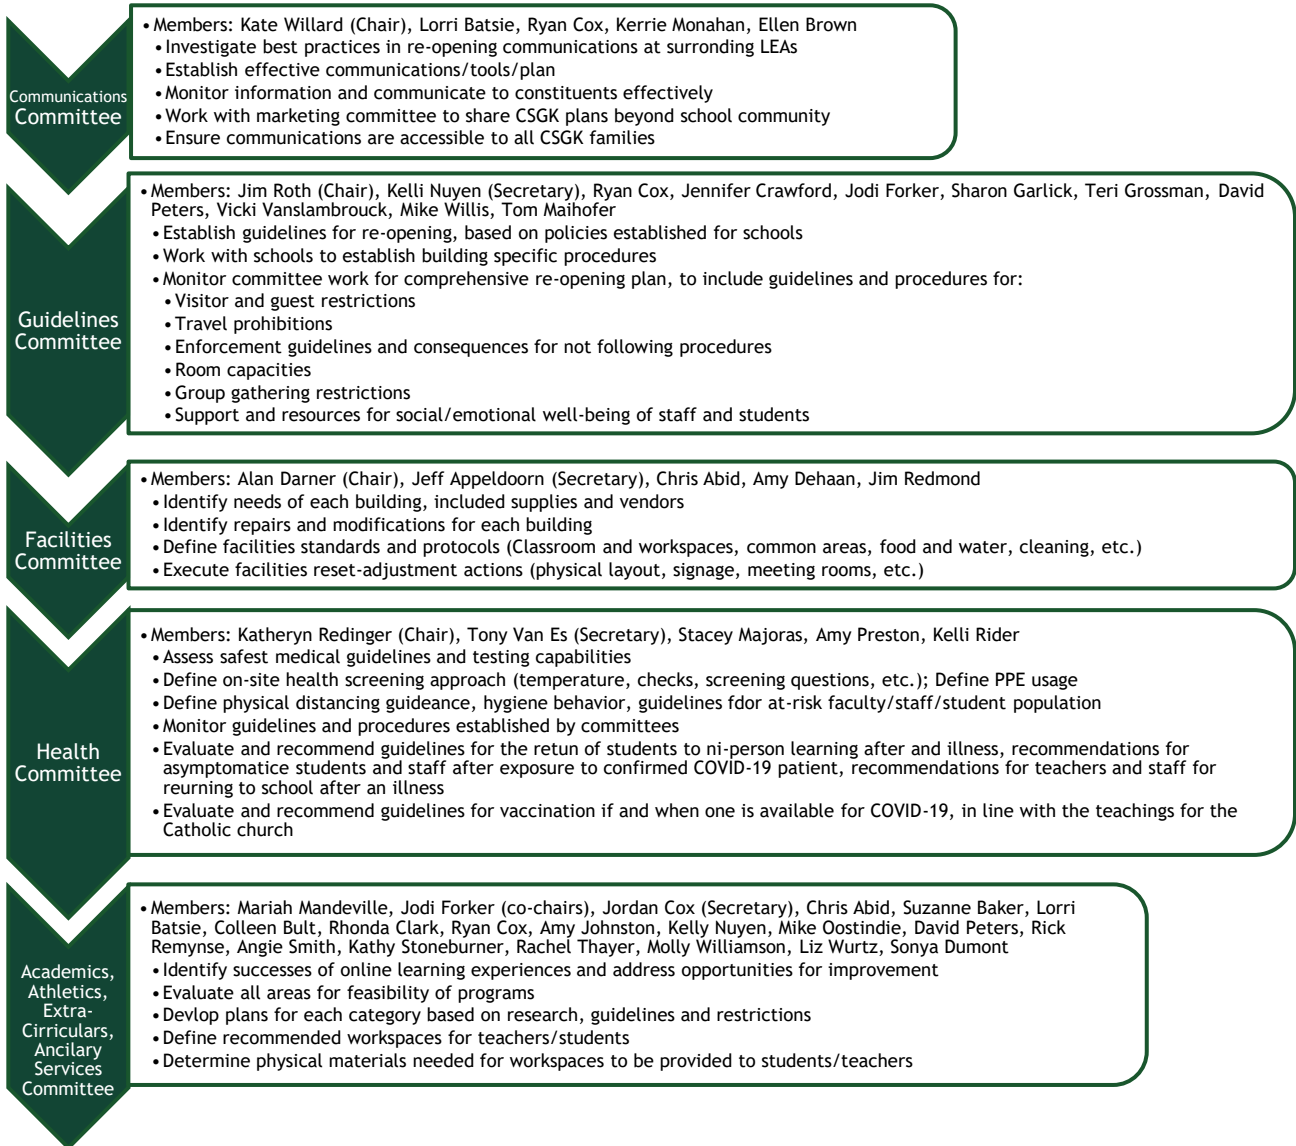 Communications
Committee
• Members: Kate Willard (Chair), Lorri Batsie, Ryan Cox, Kerrie Monahan, Ellen Brown
• Investigate best practices in re-opening communications at surronding LEAs
• Establish effective communications/tools/plan
• Monitor information and communicate to constituents effectively
• Work with marketing committee to share CSGK plans beyond school community
• Ensure communications are accessible to all CSGK families
Guidelines
Committee
• Members: Jim Roth (Chair), Kelli Nuyen (Secretary), Ryan Cox, Jennifer Crawford, Jodi Forker, Sharon Garlick, Teri Grossman, David
Peters, Vicki Vanslambrouck, Mike Willis, Tom Maihofer
• Establish guidelines for re-opening, based on policies established for schools
• Work with schools to establish building specific procedures
• Monitor committee work for comprehensive re-opening plan, to include guidelines and procedures for:
• Visitor and guest restrictions
• Travel prohibitions
• Enforcement guidelines and consequences for not following procedures
• Room capacities
• Group gathering restrictions
• Support and resources for social/emotional well-being of staff and students
Facilities
Committee
• Members: Alan Darner (Chair), Jeff Appeldoorn (Secretary), Chris Abid, Amy Dehaan, Jim Redmond
• Identify needs of each building, included supplies and vendors
• Identify repairs and modifications for each building
• Define facilities standards and protocols (Classroom and workspaces, common areas, food and water, cleaning, etc.)
• Execute facilities reset-adjustment actions (physical layout, signage, meeting rooms, etc.)
Health
Committee
• Members: Katheryn Redinger (Chair), Tony Van Es (Secretary), Stacey Majoras, Amy Preston, Kelli Rider
• Assess safest medical guidelines and testing capabilities
• Define on-site health screening approach (temperature, checks, screening questions, etc.); Define PPE usage
• Define physical distancing guideance, hygiene behavior, guidelines fdor at-risk faculty/staff/student population
• Monitor guidelines and procedures established by committees
• Evaluate and recommend guidelines for the retun of students to ni-person learning after and illness, recommendations for
asymptomatice students and staff after exposure to confirmed COVID-19 patient, recommendations for teachers and staff for
reurning to school after an illness
• Evaluate and recommend guidelines for vaccination if and when one is available for COVID-19, in line with the teachings for the
Catholic church
Academics,
Athletics,
Extra-
Cirriculars,
Ancilary
Services
Committee
• Members: Mariah Mandeville, Jodi Forker (co-chairs), Jordan Cox (Secretary), Chris Abid, Suzanne Baker, Lorri
Batsie, Colleen Bult, Rhonda Clark, Ryan Cox, Amy Johnston, Kelly Nuyen, Mike Oostindie, David Peters, Rick
Remynse, Angie Smith, Kathy Stoneburner, Rachel Thayer, Molly Williamson, Liz Wurtz, Sonya Dumont
• Identify successes of online learning experiences and address opportunities for improvement
• Evaluate all areas for feasibility of programs
• Devlop plans for each category based on research, guidelines and restrictions
• Define recommended workspaces for teachers/students
• Determine physical materials needed for workspaces to be provided to students/teachers